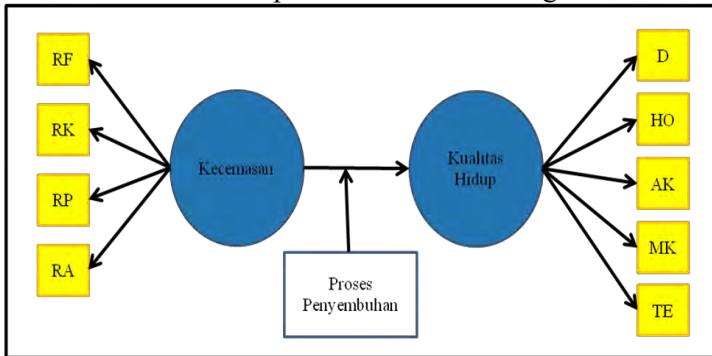 RF
RK
RP
RA
Kecemasan
Kualitas
Hidup
Proses
Penyembuhan
D
HO
AK
MK
TE